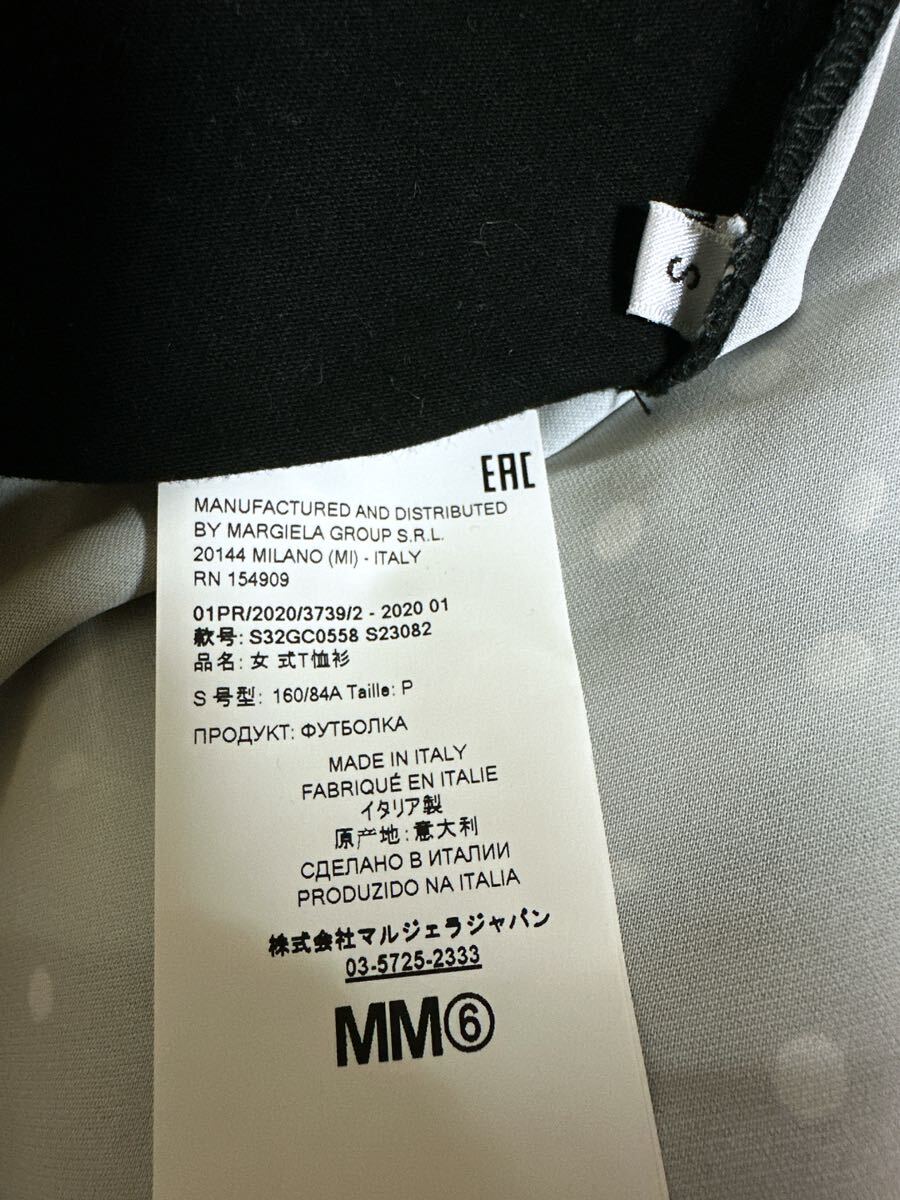 S
EAC
MANUFACTURED AND DISTRIBUTED
BY MARGIELA GROUP S.R.L.
20144 MILANO (MI) - ITALY
RN 154909
01PR/2020/3739/2 - 2020 01
款号: S32GC0558 S23082
品名: 女 式T恤衫
S 号型: 160/84A Taille: P
ПРОДУКТ: ФУТБОЛКА
MADE IN ITALY
FABRIQUÉ EN ITALIE
イタリア製
原产地: 意大利
СДЕЛАНО В ИТАЛИИ
PRODUZIDO NA ITALIA
株式会社マルジェラジャパン
03-5725-2333
MM⑥